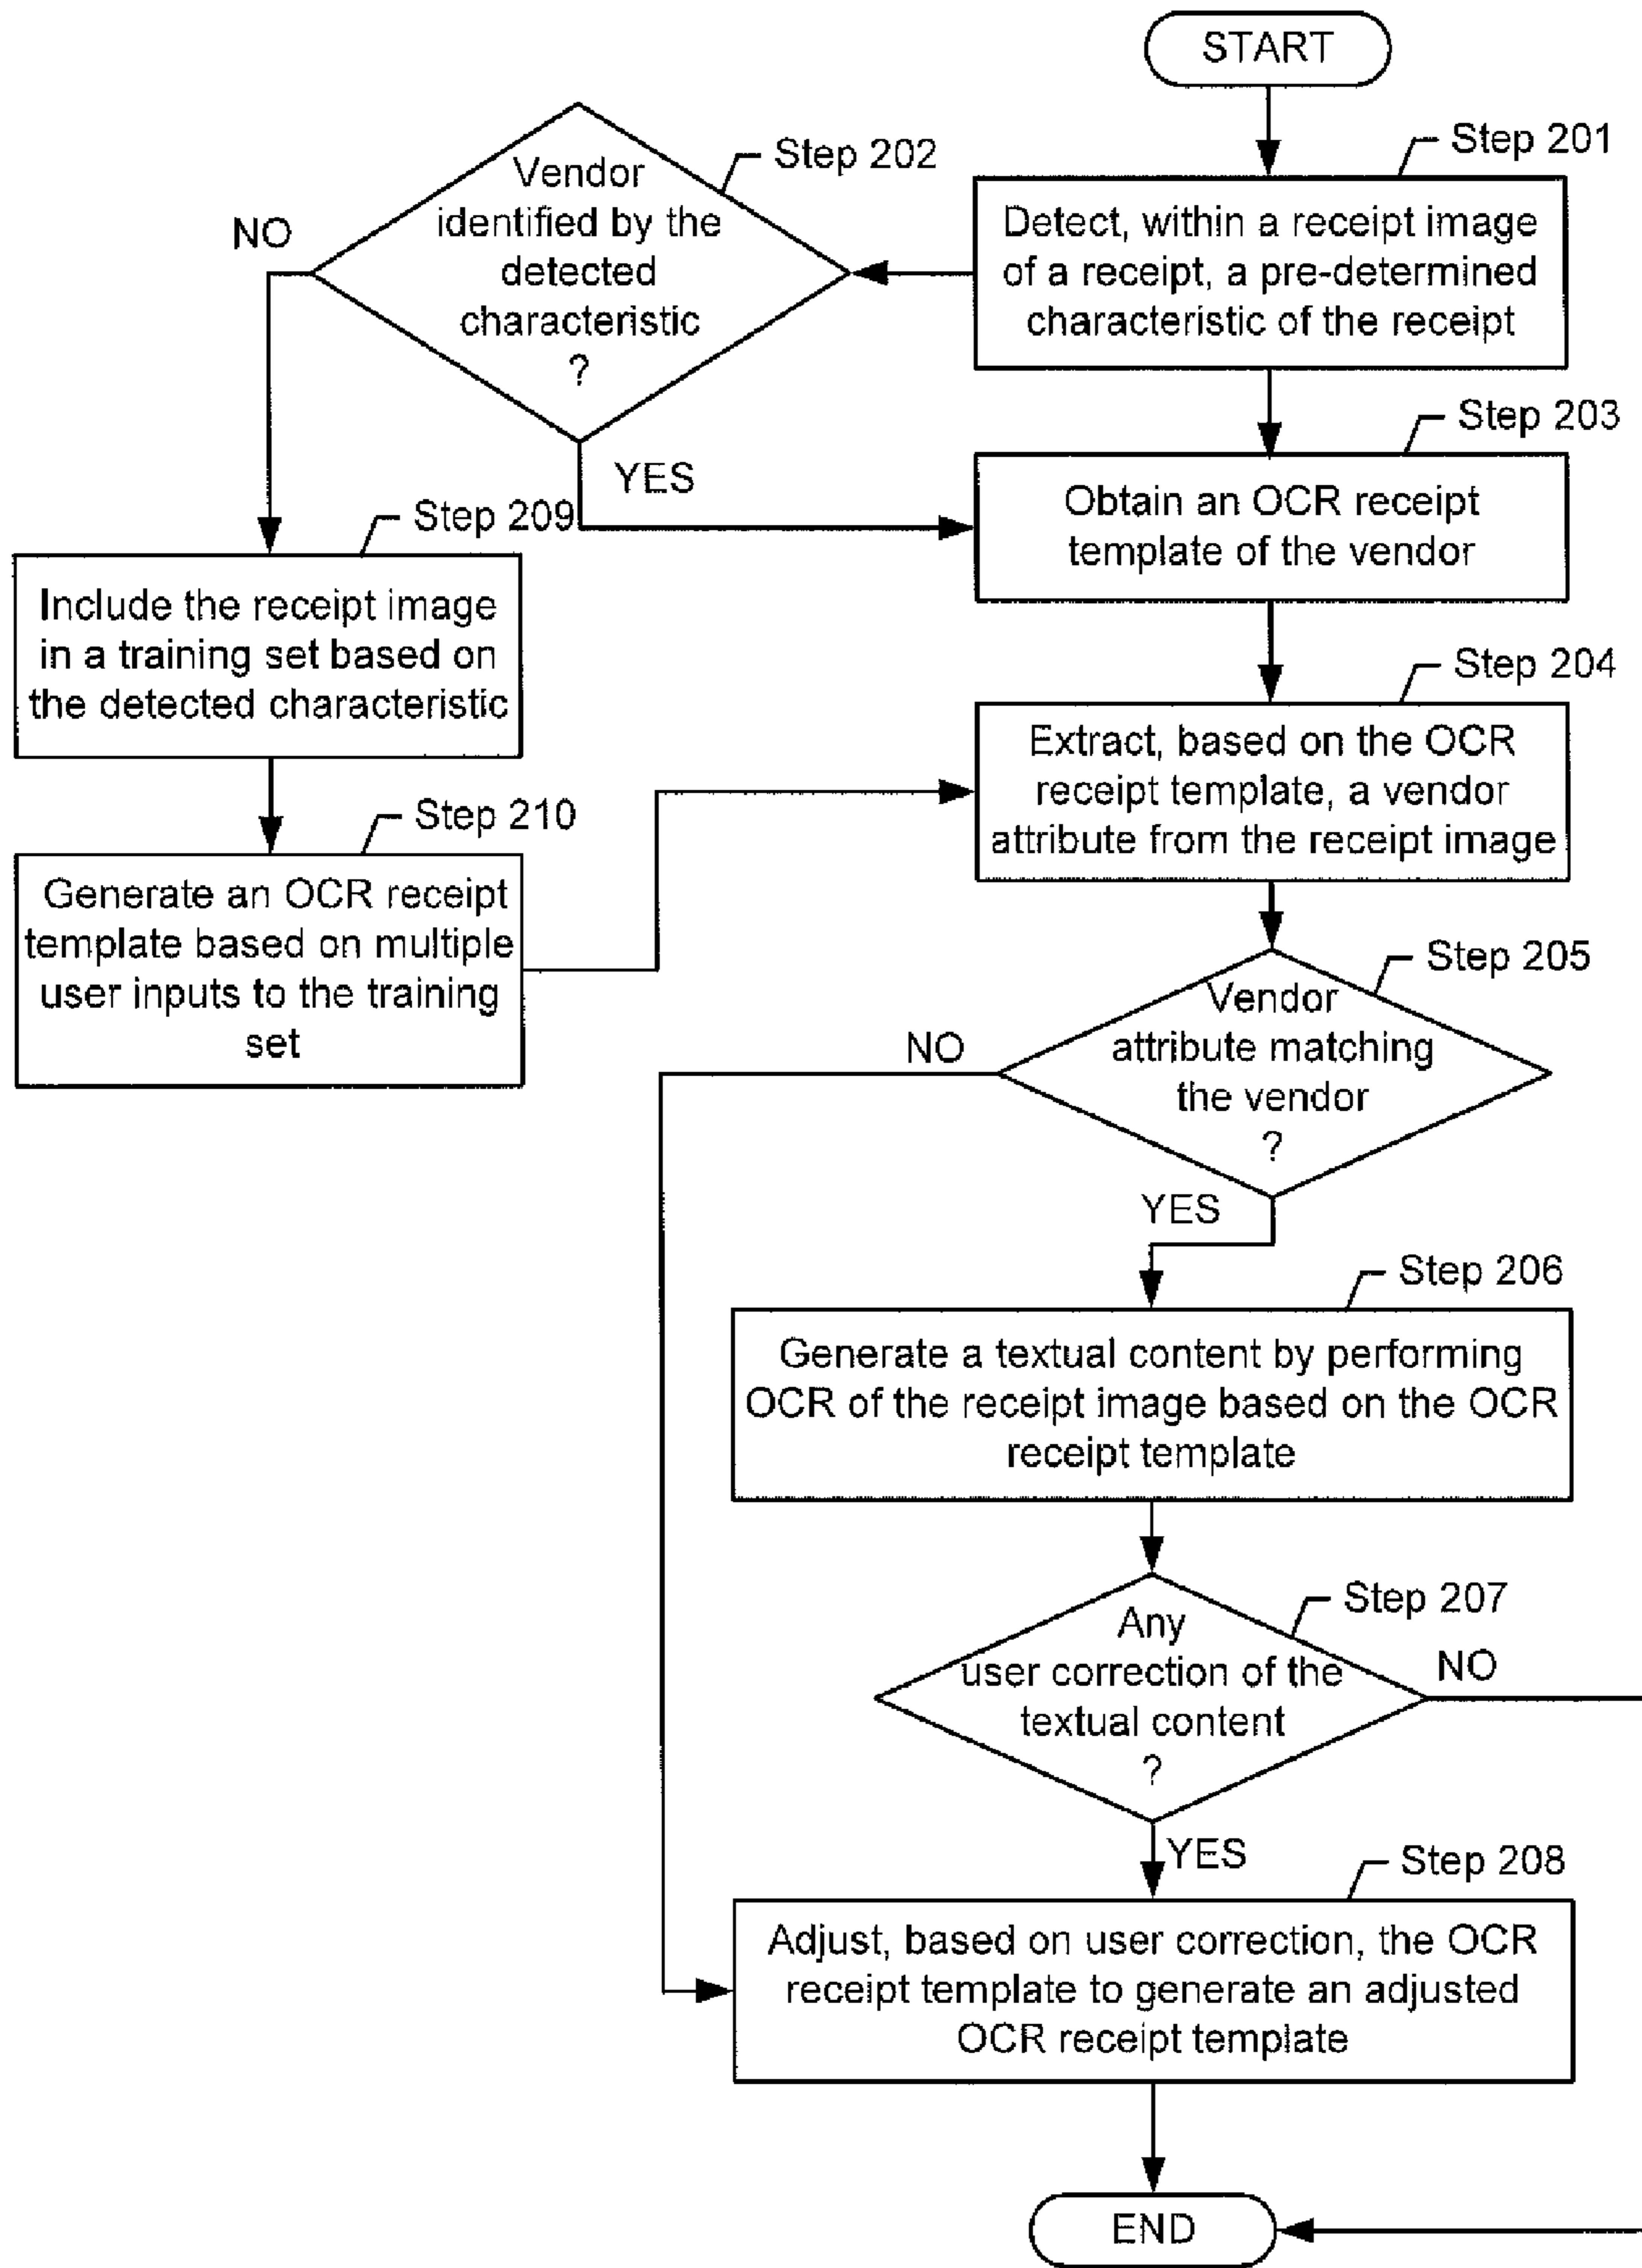 START
Step 201
Detect, within a receipt image
of a receipt, a pre-determined
characteristic of the receipt
Step 202
Vendor
identified by the
detected
characteristic
?
NO
YES
Step 203
Obtain an OCR receipt
template of the vendor
Step 209
Include the receipt image
in a training set based on
the detected characteristic
Step 210
Generate an OCR receipt
template based on multiple
user inputs to the training
set
Step 204
Extract, based on the OCR
receipt template, a vendor
attribute from the receipt image
Step 205
Vendor
attribute matching
the vendor
?
NO
YES
Step 206
Generate a textual content by performing
OCR of the receipt image based on the OCR
receipt template
Step 207
Any
user correction of the
textual content
?
NO
YES
Step 208
Adjust, based on user correction, the OCR
receipt template to generate an adjusted
OCR receipt template
END